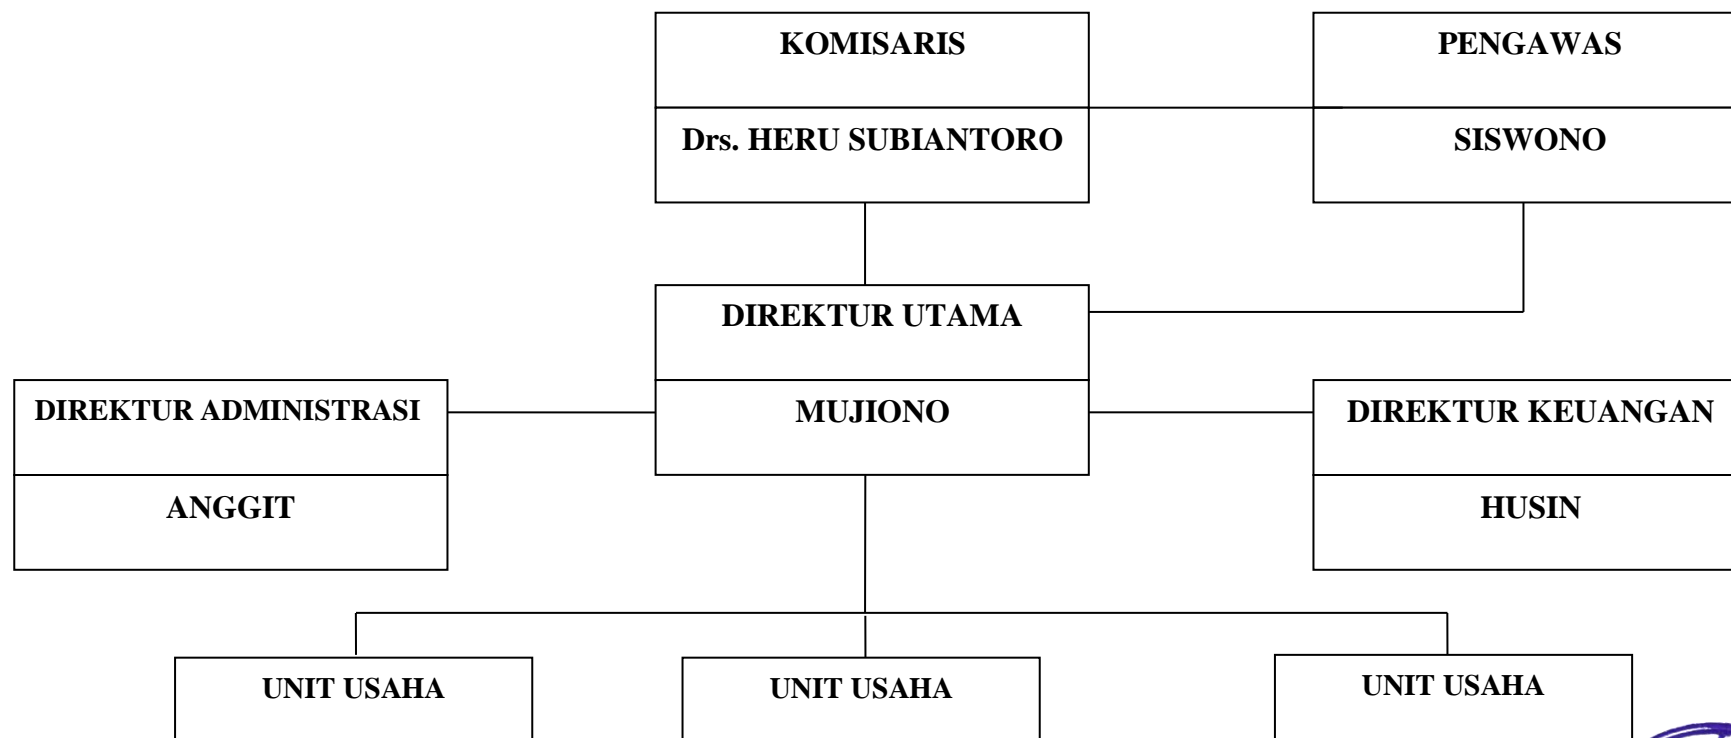 KOMISARIS
Drs. HERU SUBIANTORO
PENGAWAS
SISWONO
DIREKTUR UTAMA
MUJIONO
DIREKTUR ADMINISTRASI
ANGGIT
DIREKTUR KEUANGAN
HUSIN
UNIT USAHA
UNIT USAHA
UNIT USAHA